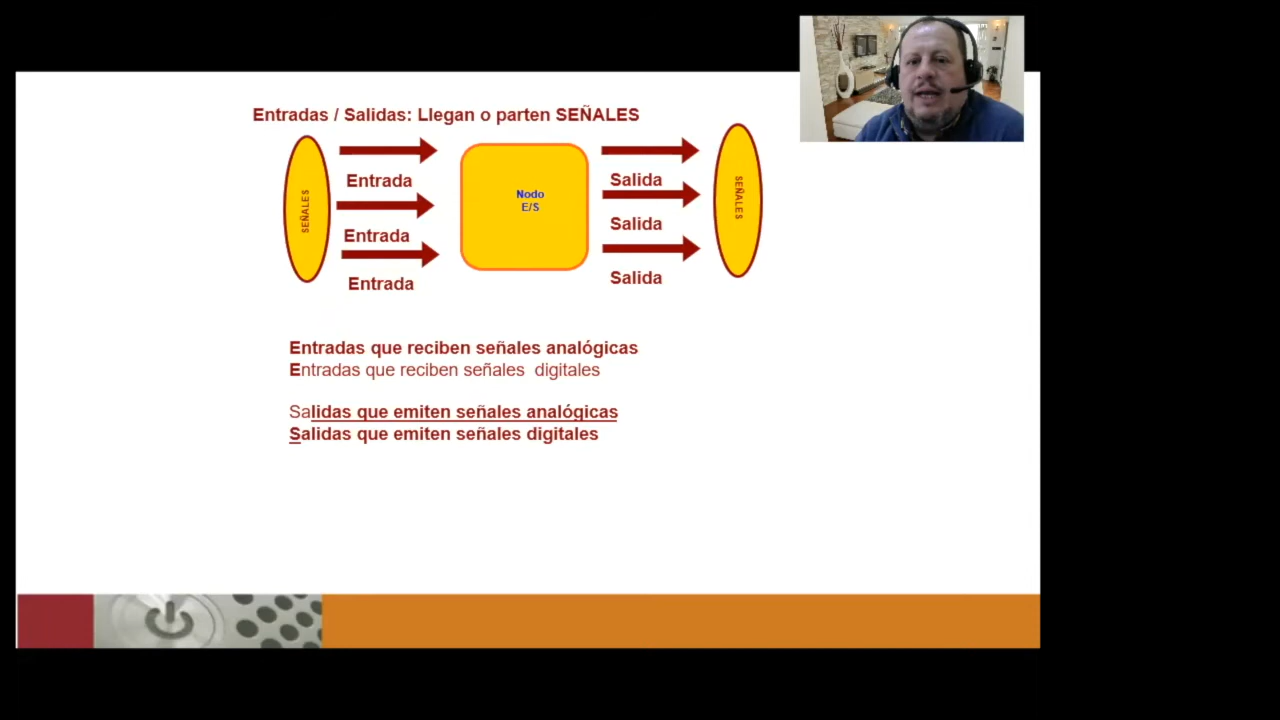 Entradas / Salidas: Llegan o parten SEÑALES
SEÑALES
Entrada
Entrada
Entrada
Nodo
E/S
Salida
Salida
Salida
SEÑALES
Entradas que reciben señales analógicas
Entradas que reciben señales digitales
Salidas que emiten señales analógicas
Salidas que emiten señales digitales